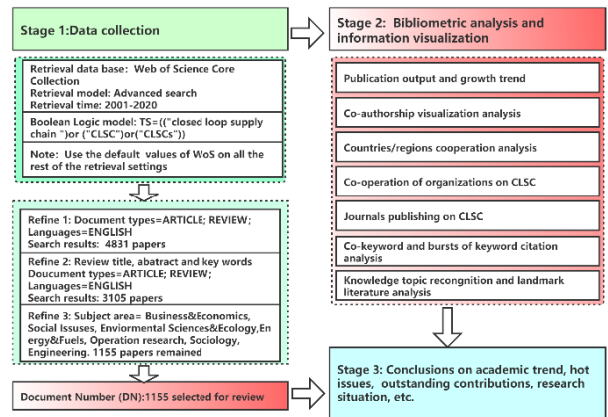 Stage 1:Data collection
Retrieval data base: Web of Science Core
Collection
Retrieval model: Advanced search
Retrieval time: 2001-2020
Boolean Logic model: TS=(("closed loop supply
chain ")or ("CLSC")or("CLSCs"))
Note: Use the default values of WoS on all the
rest of the retrieval settings
Refine 1: Document types=ARTICLE; REVIEW;
Languages=ENGLISH
Search results: 4831 papers
Refine 2: Review title, abatract and key words
Doucument types=ARTICLE; REVIEW;
Languages=ENGLISH
Search results: 3105 papers
Refine 3: Subject area= Business&Economics,
Social Issuses, Enviormental Sciences&Ecology,En
ergy&Fuels, Operation research, Sociology,
Engineering. 1155 papers remained
Document Number (DN):1155 selected for review
Stage 2: Bibliometric analysis and
information visualization
Publication output and growth trend
Co-authorship visualization analysis
Countries/regions cooperation analysis
Co-operation of organizations on CLSC
Journals publishing on CLSC
Co-keyword and bursts of keyword citation
analysis
Knowledge topic recongnition and landmark
literature analysis
Stage 3: Conclusions on academic trend, hot
issues, outstanding contributions, research
situation, etc.